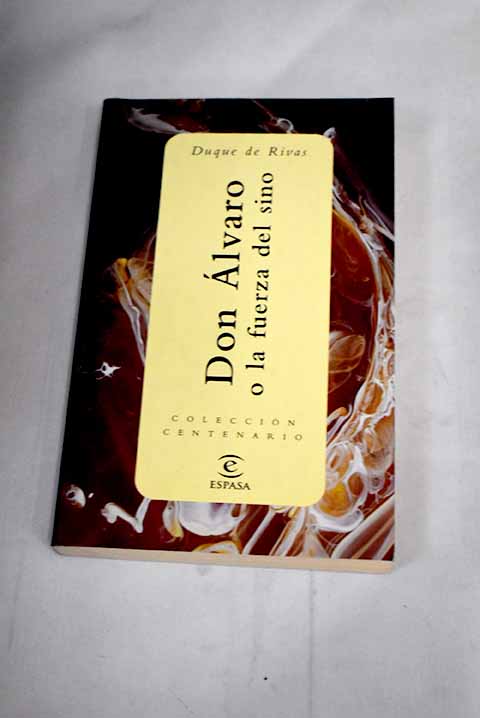 Duque de Rivas
Don Álvaro
o la fuerza del sino
COLECCIÓN
CENTENARIO
ESPASA